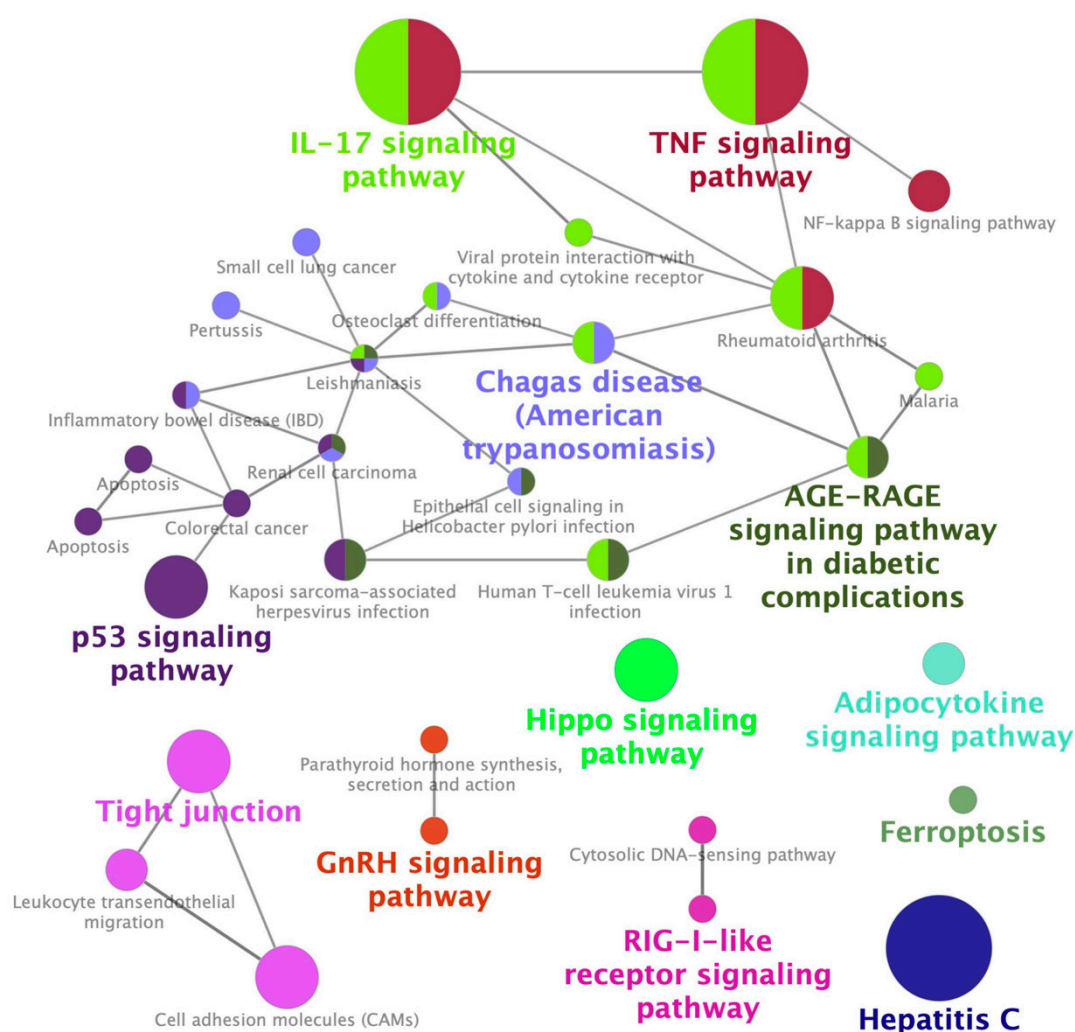 IL-17 signaling
pathway
TNF signaling
pathway
NF-kappa B signaling pathway
Viral protein interaction with
cytokine and cytokine receptor
Small cell lung cancer
Pertussis
Osteoclast differentiation
Rheumatoid arthritis
Leishmaniasis
Chagas disease
(American
trypanosomiasis)
Malaria
Inflammatory bowel disease (IBD)
Renal cell carcinoma
Apoptosis
Apoptosis
Colorectal cancer
Epithelial cell signaling in
Helicobacter pylori infection
AGE-RAGE
signaling pathway
in diabetic
complications
Kaposi sarcoma-associated
herpesvirus infection
Human T-cell leukemia virus 1
infection
p53 signaling
pathway
Hippo signaling
pathway
Adipocytokine
signaling pathway
Parathyroid hormone synthesis,
secretion and action
Tight junction
GnRH signaling
pathway
Cytosolic DNA-sensing pathway
Ferroptosis
Leukocyte transendothelial
migration
RIG-I-like
receptor signaling
pathway
Cell adhesion molecules (CAMs)
Hepatitis C